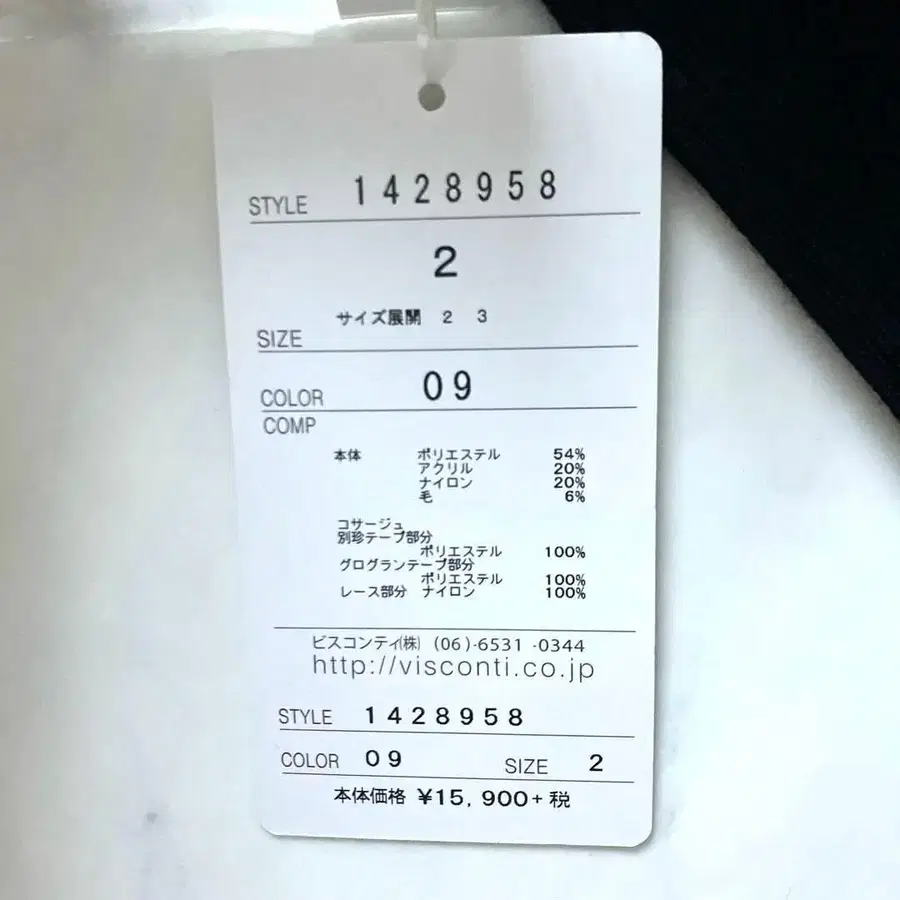 STYLE 1428958
2
サイズ展開 2 3
SIZE
COLOR 09
COMP
本体 ポリエステル 54%
アクリル 20%
ナイロン 20%
毛 6%
コサージュ
別珍テープ部分
ポリエステル 100%
グログランテープ部分
ポリエステル 100%
レース部分 ナイロン 100%
ビスコンティ㈱ (06)-6531-0344
http://visconti.co.jp
STYLE 1428958
COLOR 09 SIZE 2
本体価格 ¥15,900+税